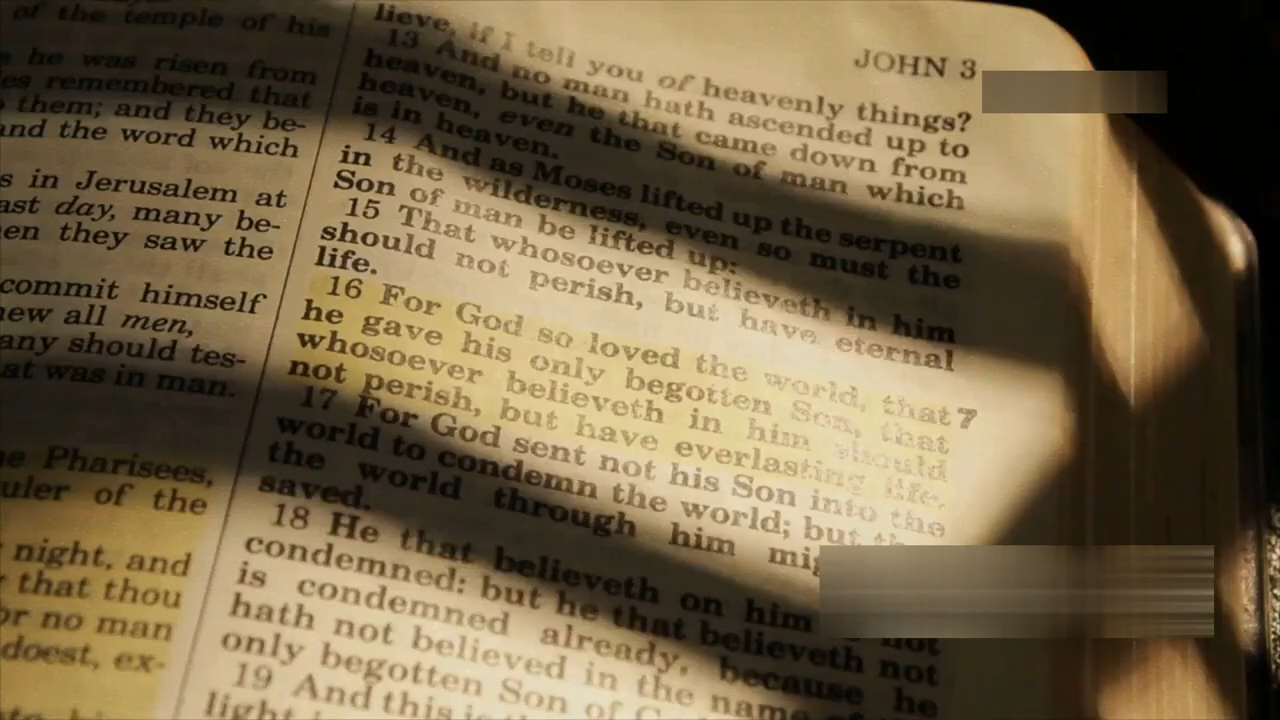 of the temple of his
he was risen from
es remembered that
them; and they be-
and the word which
s in Jerusalem at
ast day, many be-
en they saw the
commit himself
new all men,
any should tes-
at was in man.
e Pharisees,
uler of the
night, and
that thou
or no man
doest, ex-
JOHN 3
lieve, if I tell you of heavenly things?
13 And no man hath ascended up to
heaven, but he that came down from
heaven, even the Son of man which
is in heaven.
14 And as Moses lifted up the serpent
in the wilderness, even so must the
Son of man be lifted up:
15 That whosoever believeth in him
should not perish, but have eternal
life.
16 For God so loved the world, that
he gave his only begotten Son, that
whosoever believeth in him should
not perish, but have everlasting life.
17 For God sent not his Son into the
world to condemn the world; but
the world through him
saved.
18 He that believeth on him not
condemned: but he that believeth not
is condemned already, because he
hath not believed in the name
only begotten Son of
19 And this is
light
7